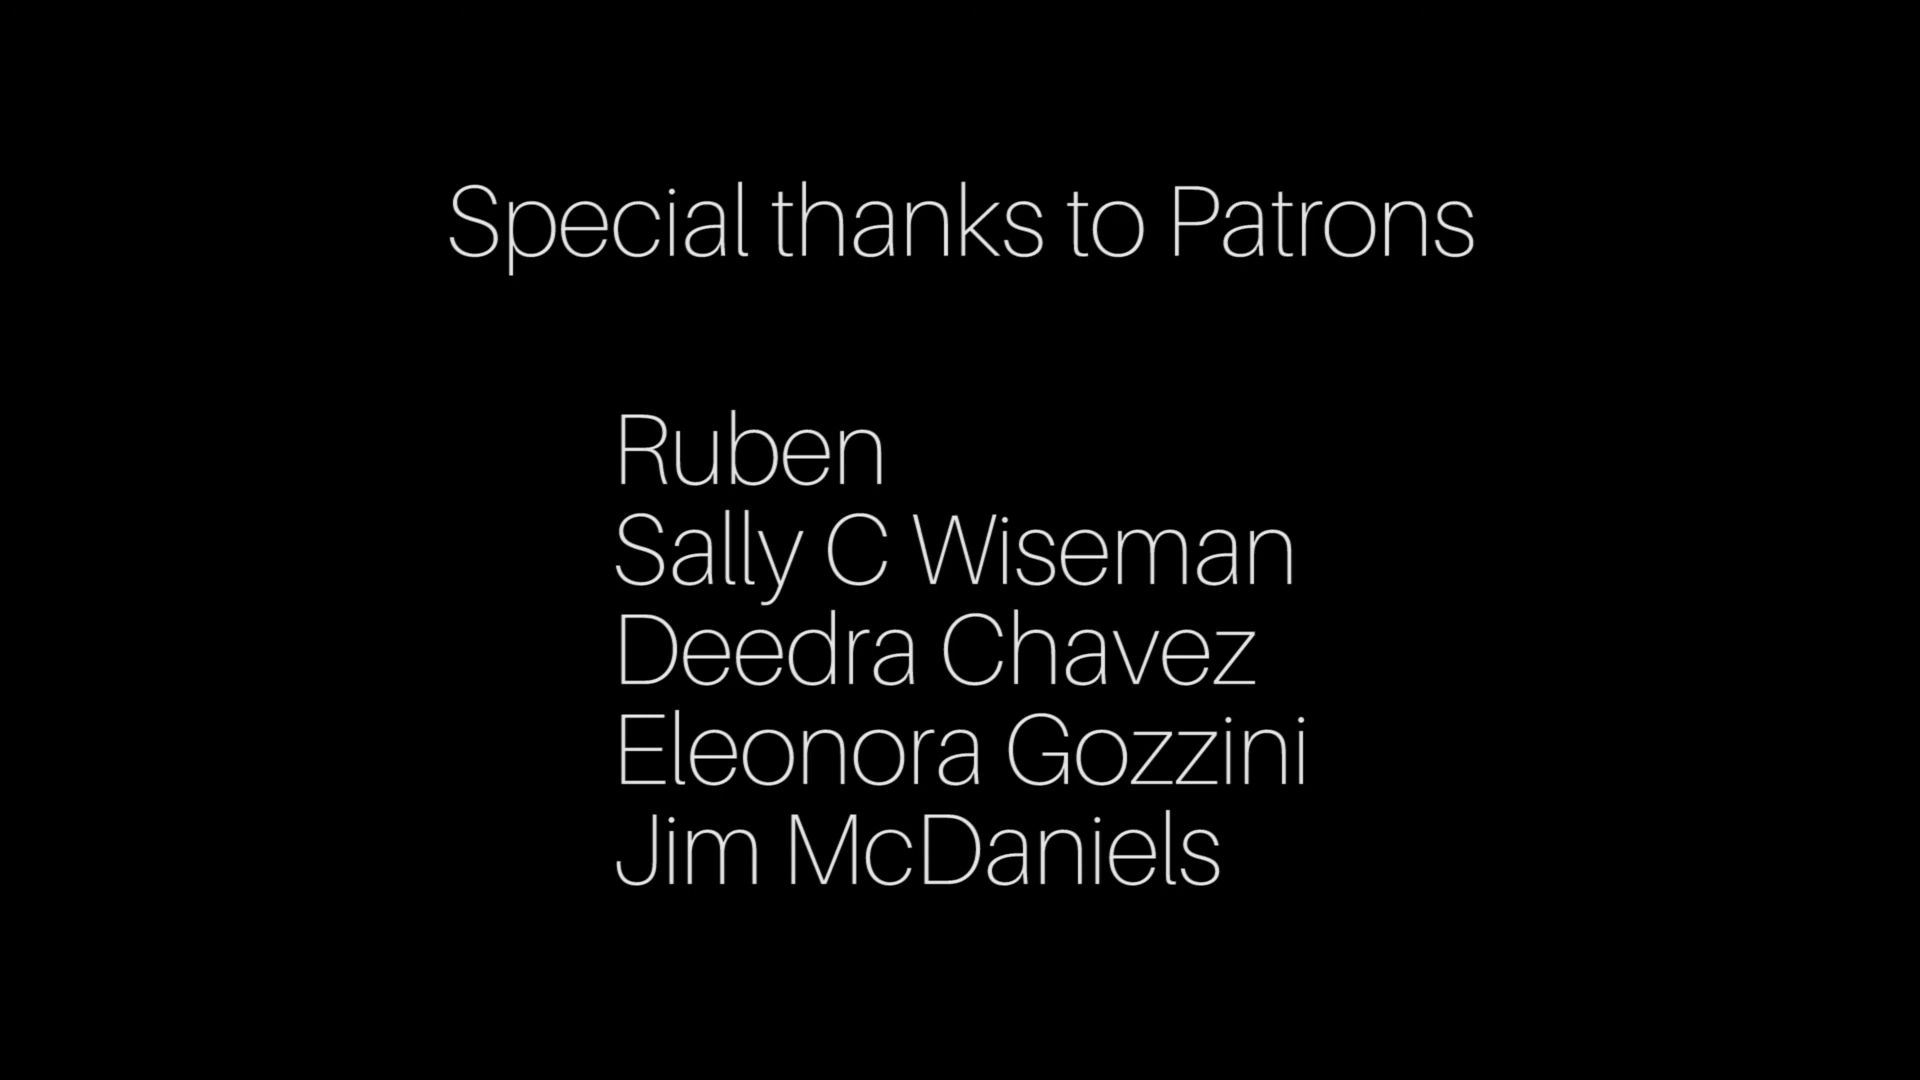 Special thanks to Patrons
Ruben
Sally C Wiseman
Deedra Chavez
Eleonora Gozzini
Jim McDaniels